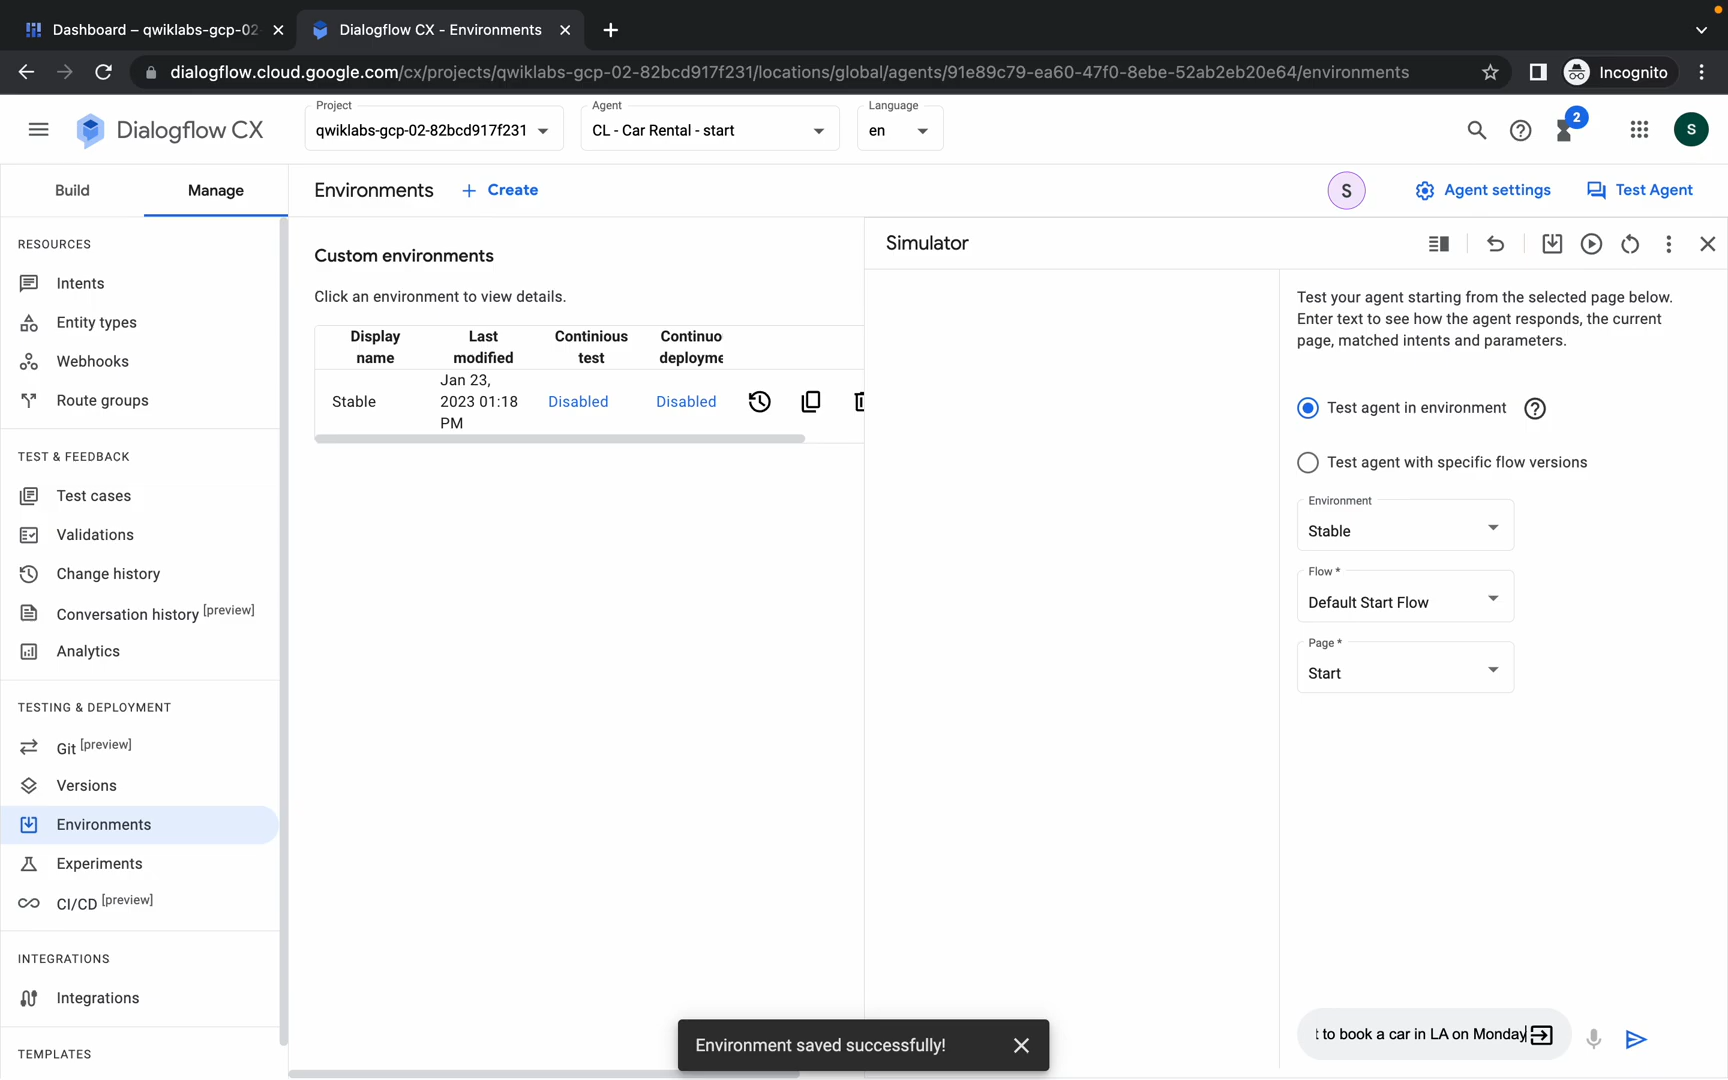 Dashboard – qwiklabs-gcp-02
Dialogflow CX - Environments
dialogflow.cloud.google.com/cx/projects/qwiklabs-gcp-02-82bcd917f231/locations/global/agents/91e89c79-ea60-47f0-8ebe-52ab2eb20e64/environments
Incognito
Dialogflow CX
Project
qwiklabs-gcp-02-82bcd917f231
Agent
CL - Car Rental - start
Language
en
2
S
Build
Manage
Environments
+ Create
S
Agent settings
Test Agent
RESOURCES
Intents
Entity types
Webhooks
Route groups
TEST & FEEDBACK
Test cases
Validations
Change history
Conversation history [preview]
Analytics
TESTING & DEPLOYMENT
Git [preview]
Versions
Environments
Experiments
CI/CD [preview]
INTEGRATIONS
Integrations
TEMPLATES
Custom environments
Click an environment to view details.
Display name
Last modified
Continious test
Continuo deployme
Stable
Jan 23, 2023 01:18 PM
Disabled
Disabled
Simulator
Test your agent starting from the selected page below.
Enter text to see how the agent responds, the current
page, matched intents and parameters.
Test agent in environment
Test agent with specific flow versions
Environment
Stable
Flow *
Default Start Flow
Page *
Start
t to book a car in LA on Monday
Environment saved successfully!